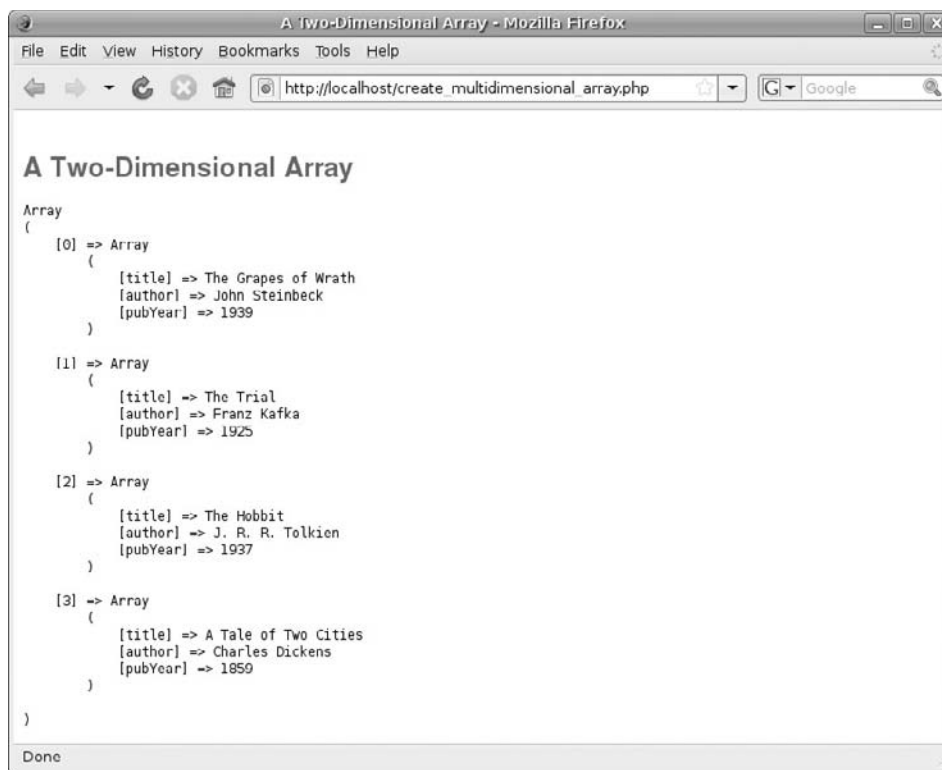 A Two-Dimensional Array - Mozilla Firefox
File Edit View History Bookmarks Tools Help
http://localhost/create_multidimensional_array.php
G Google
A Two-Dimensional Array
Array
(
[0] => Array
(
[title] => The Grapes of Wrath
[author] => John Steinbeck
[pubYear] => 1939
)
[1] => Array
(
[title] => The Trial
[author] => Franz Kafka
[pubYear] => 1925
)
[2] => Array
(
[title] => The Hobbit
[author] => J. R. R. Tolkien
[pubYear] => 1937
)
[3] => Array
(
[title] => A Tale of Two Cities
[author] => Charles Dickens
[pubYear] => 1859
)
)
Done